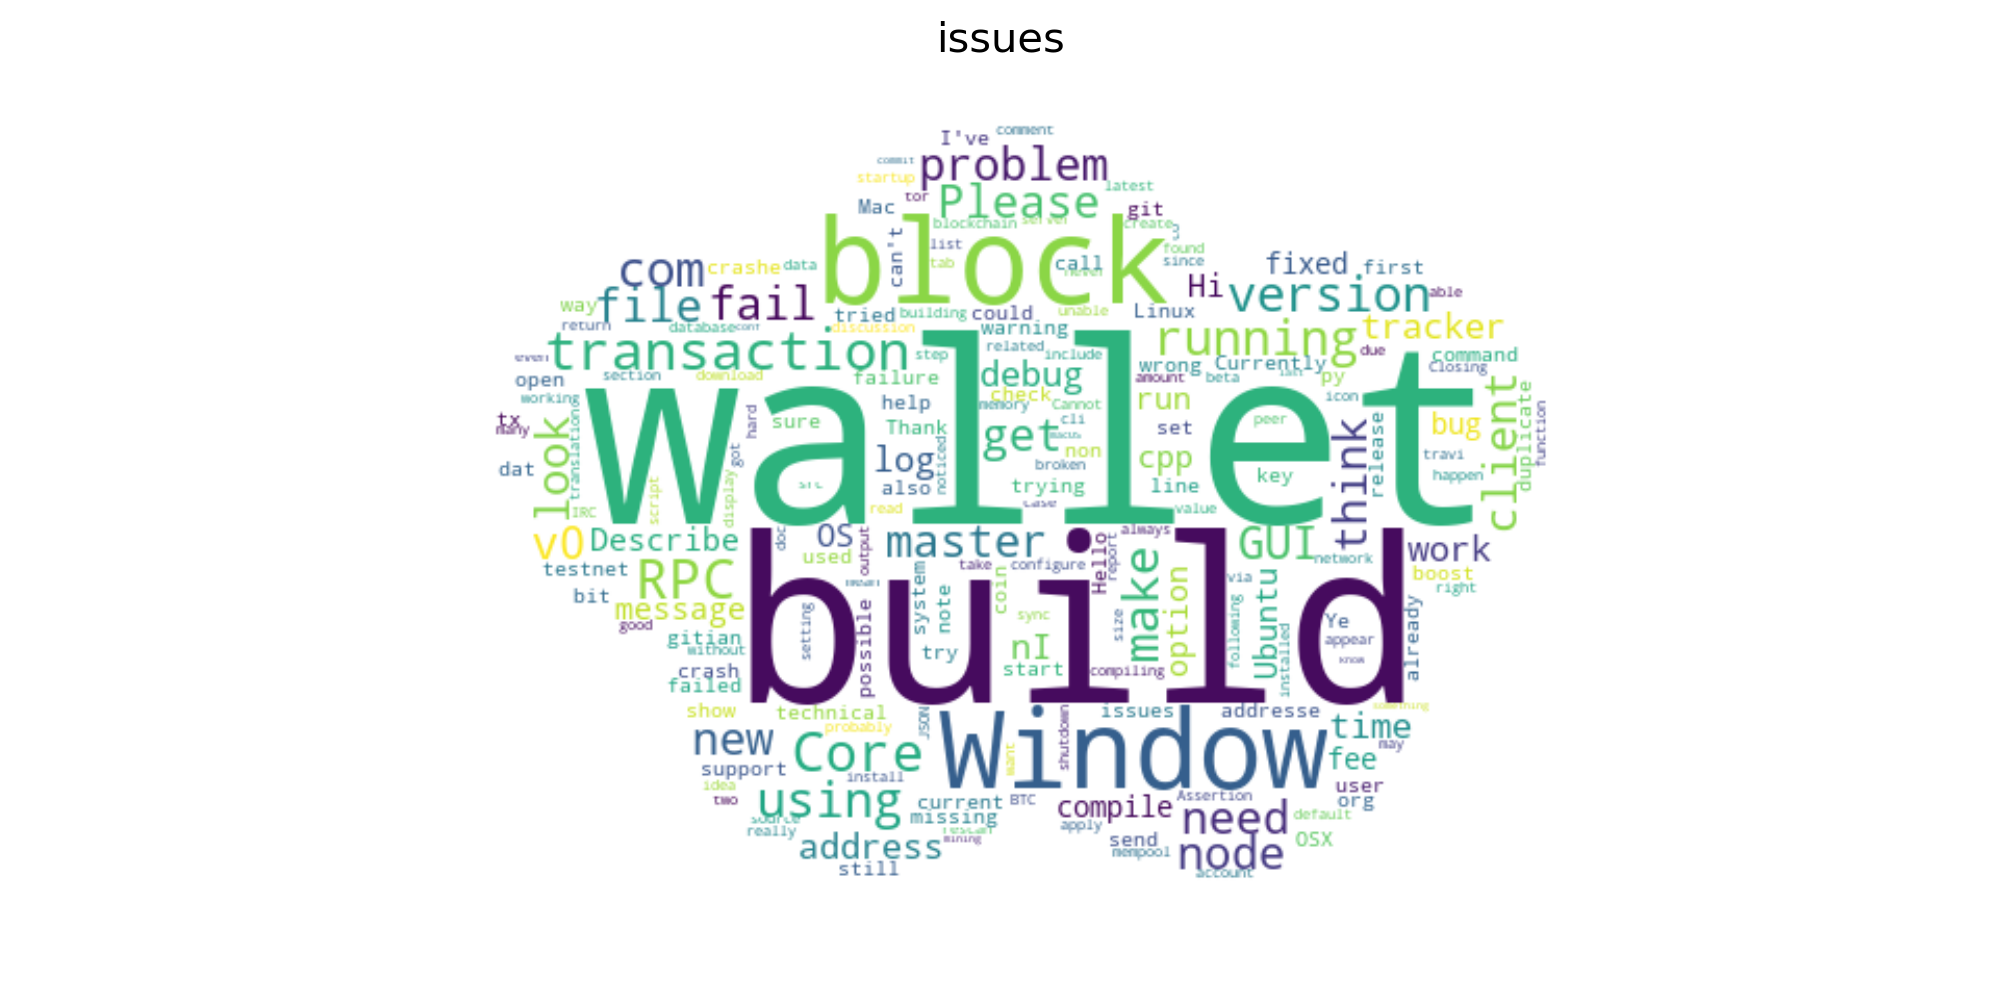 issues
comment
I've
commit
problem
startup
latest
tor
Please
Mac
git
blockchain
server
create
block
can't
list
found
tab
call
never
since
com
crashe
data
fixed
first
file
fail
Hi
version
able
way
tried
building
could
unable
Linux
return
database
conf
discussion
warning
running
tracker
transaction
related
due
even
step
include
wrong
Currently
command
Closing
open
section
download
failure
debug
amount
beta
last
py
working
wallet
help
check
memory
Cannot
run
icon
client
duplicate
function
tx
many
look
translations
hard
sure
Thank
get
cli
set
peer
think
release
bug
got
log
noticed
macos
non
broken
cpp
travi
dat
key
happen
script
display
src
also
trying
line
IRC
read
case
value
v0
Describe
doc
OS
output
master
always
GUI
network
work
used
take
configure
Hello
report
make
testnet
RPC
mean
system
note
coin
build
option
via
Ubuntu
boost
right
bit
message
good
setting
possible
sync
size
following
Ye
already
gitian
without
try
nI
appear
know
crash
start
compiling
installed
failed
show
technical
JSON
issues
addresse
something
probably
Window
time
new
Core
want
shutdown
may
support
install
fee
idea
two
using
current
BTC
compile
Assertion
user
org
source
missing
need
default
really
rescan
apply
mining
address
send
OSX
still
mempool
node
account